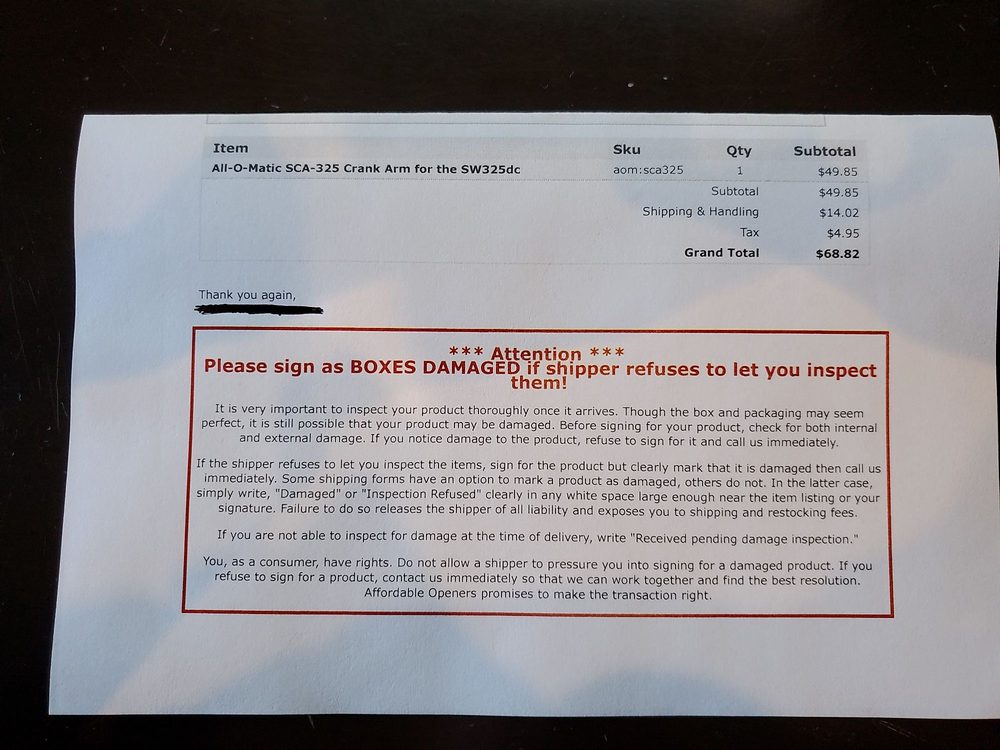 Item Sku Qty Subtotal
All-O-Matic SCA-325 Crank Arm for the SW325dc aom:sca325 1 $49.85
Subtotal $49.85
Shipping & Handling $14.02
Tax $4.95
Grand Total $68.82
Thank you again,
*** Attention ***
Please sign as BOXES DAMAGED if shipper refuses to let you inspect
them!
It is very important to inspect your product thoroughly once it arrives. Though the box and packaging may seem
perfect, it is still possible that your product may be damaged. Before signing for your product, check for both internal
and external damage. If you notice damage to the product, refuse to sign for it and call us immediately.
If the shipper refuses to let you inspect the items, sign for the product but clearly mark that it is damaged then call us
immediately. Some shipping forms have an option to mark a product as damaged, others do not. In the latter case,
simply write, "Damaged" or "Inspection Refused" clearly in any white space large enough near the item listing or your
signature. Failure to do so releases the shipper of all liability and exposes you to shipping and restocking fees.
If you are not able to inspect for damage at the time of delivery, write "Received pending damage inspection."
You, as a consumer, have rights. Do not allow a shipper to pressure you into signing for a damaged product. If you
refuse to sign for a product, contact us immediately so that we can work together and find the best resolution.
Affordable Openers promises to make the transaction right.